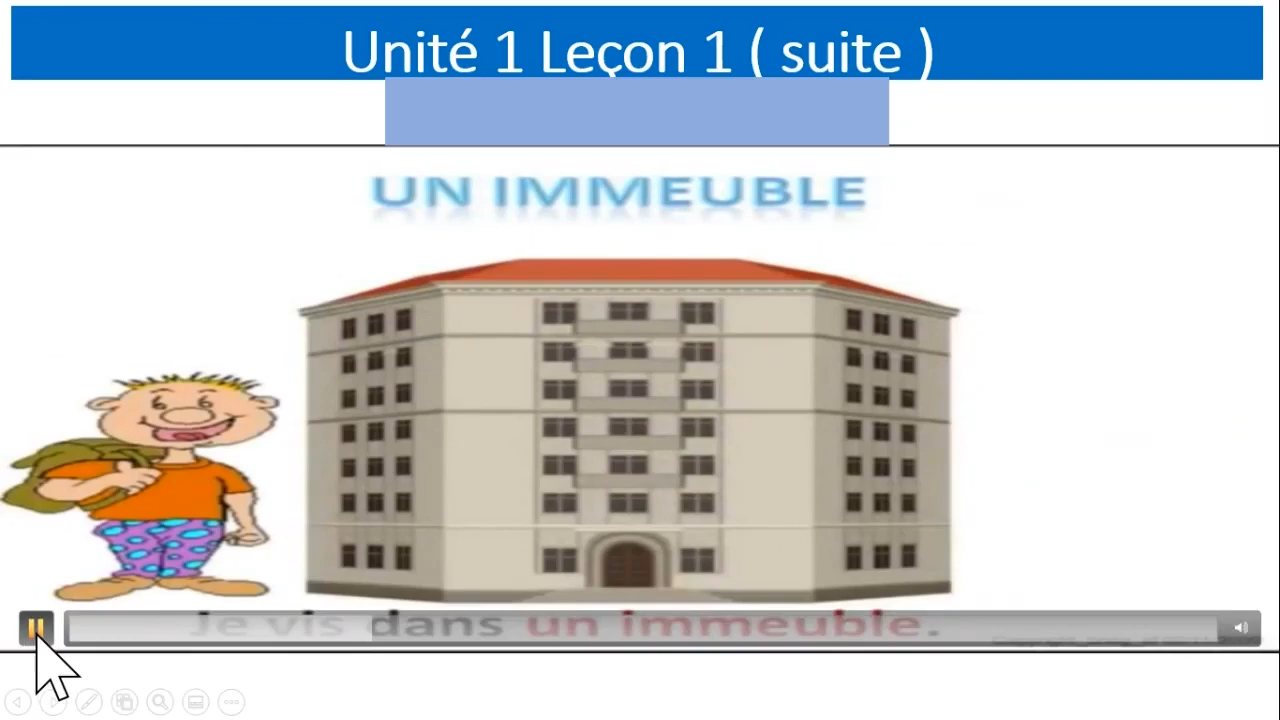 Unité 1 Leçon 1 ( suite )
UN IMMEUBLE
Je vis dans un immeuble.